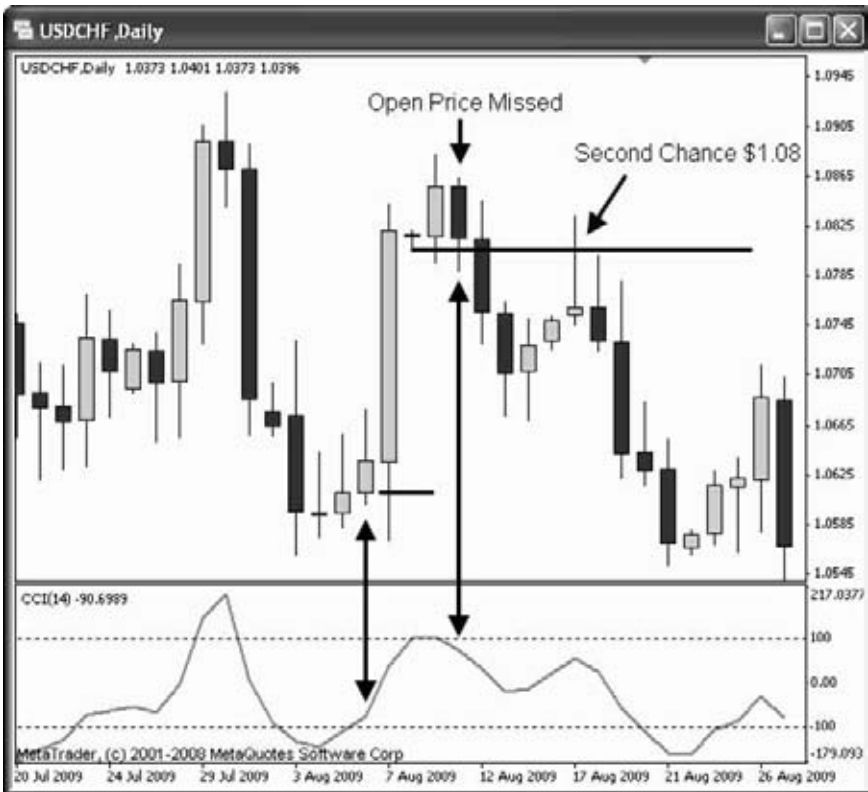 USDCHF,Daily
USDCHF,Daily 1.0373 1.0401 1.0373 1.0396
1.0945
Open Price Missed
1.0905
Second Chance $1.08
1.0865
1.0825
1.0785
1.0745
1.0705
1.0665
1.0625
1.0585
1.0545
CCI(14) -90.6989
217.0377
100
0.00
100
MetaTrader, (c) 2001-2008 MetaQuotes Software Corp
-179.093
20 Jul 2009 24 Jul 2009 29 Jul 2009 3 Aug 2009 7 Aug 2009 12 Aug 2009 17 Aug 2009 21 Aug 2009 26 Aug 2009